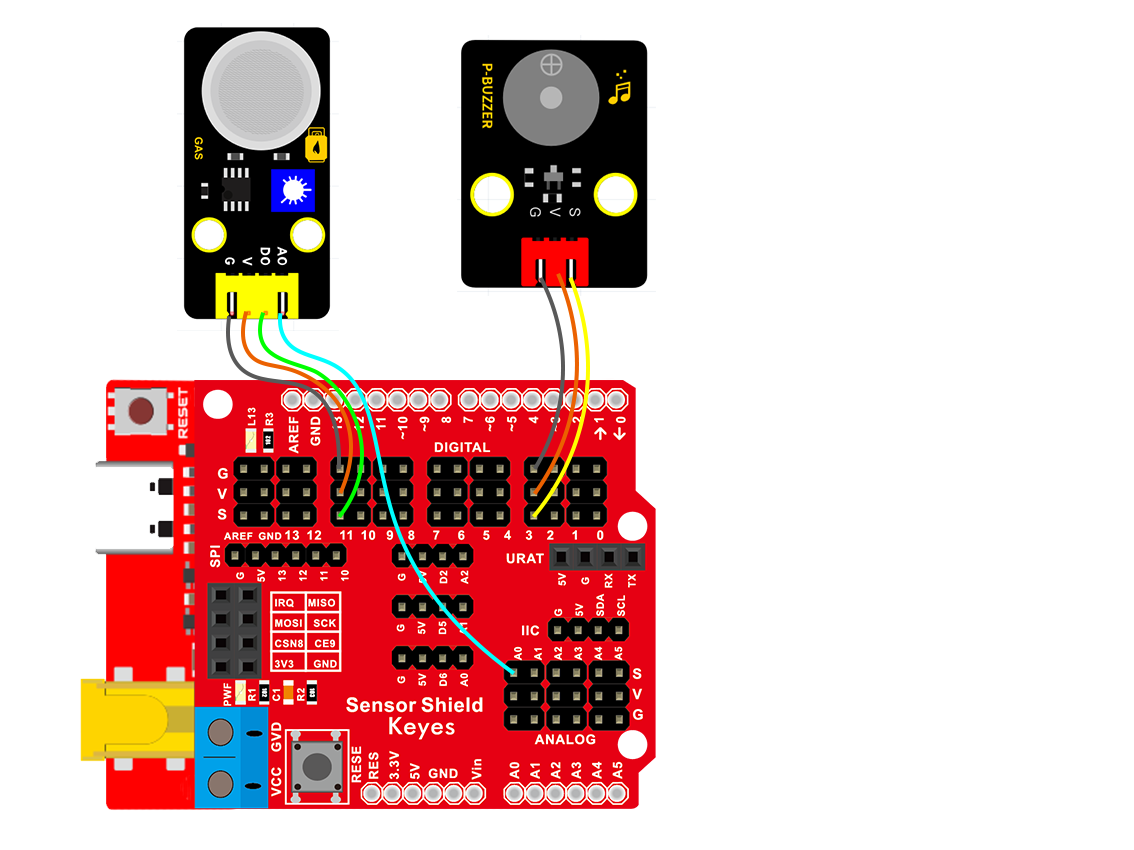 GAS
G V DO AO
P-BUZZER
G V S
RESET
L13
R3
AREF GND 13 12 11 ~10 ~9 8 7 ~6 ~5 4 2 1 0
DIGITAL
G
V
S
AREF GND 13 12 11 10 9 8 7 6 5 4 3 2 1 0
SPI
G 5V 13 12 11 10
G D2 A2
URAT
5V G RX TX
IRQ MISO
MOSI SCK
CSN8 CE9
3V3 GND
G 5V D5
G 5V SDA SCL
IIC
A0 A1 A2 A3 A4 A5
G 5V D6 A0
S
V
G
PWF R1 C1 R2
102
103
Sensor Shield
Keyes
ANALOG
GVD
VCC
RESE
RES 3.3V 5V GND Vin
A0 A1 A2 A3 A4 A5